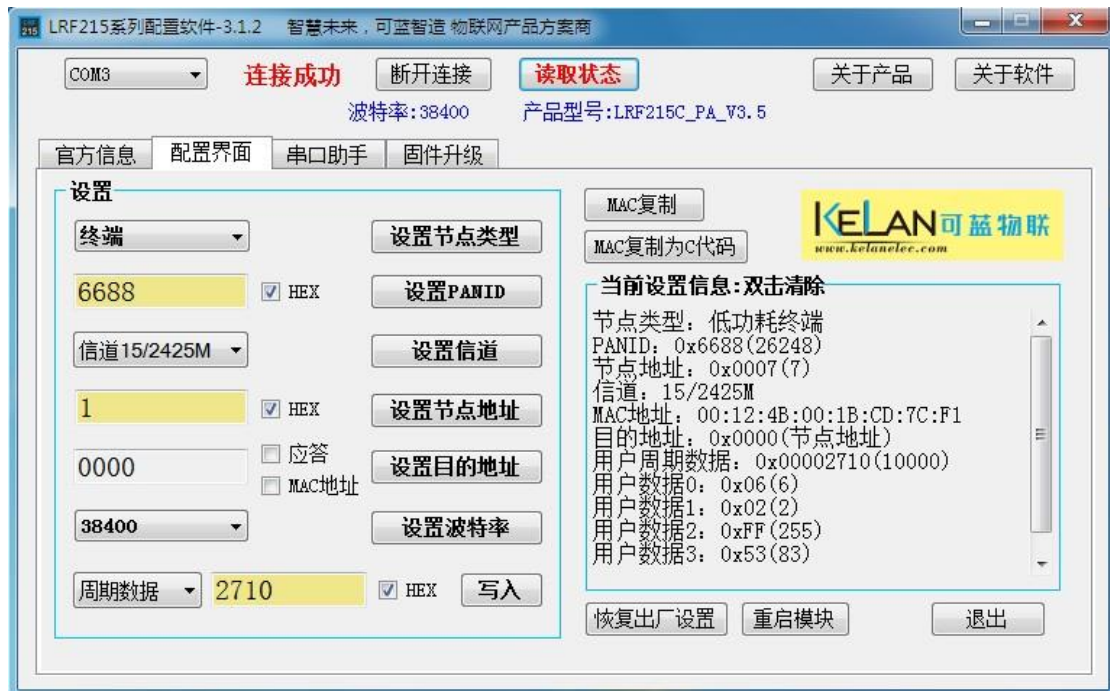 LRF215系列配置软件-3.1.2 智慧未来，可蓝智造 物联网产品方案商
COM3 连接成功 断开连接 读取状态 关于产品 关于软件
波特率:38400 产品型号:LRF215C_PA_V3.5
官方信息 配置界面 串口助手 固件升级
设置
终端 设置节点类型
6688 HEX 设置PANID
信道15/2425M 设置信道
1 HEX 设置节点地址
0000 应答 设置目的地址
MAC地址
38400 设置波特率
周期数据 2710 HEX 写入
MAC复制
MAC复制为C代码
KELAN可蓝物联
www.kelanelec.com
当前设置信息:双击清除
节点类型: 低功耗终端
PANID: 0x6688(26248)
节点地址: 0x0007(7)
信道: 15/2425M
MAC地址: 00:12:4B:00:1B:CD:7C:F1
目的地址: 0x0000(节点地址)
用户周期数据: 0x00002710(10000)
用户数据0: 0x06(6)
用户数据1: 0x02(2)
用户数据2: 0xFF(255)
用户数据3: 0x53(83)
恢复出厂设置 重启模块 退出